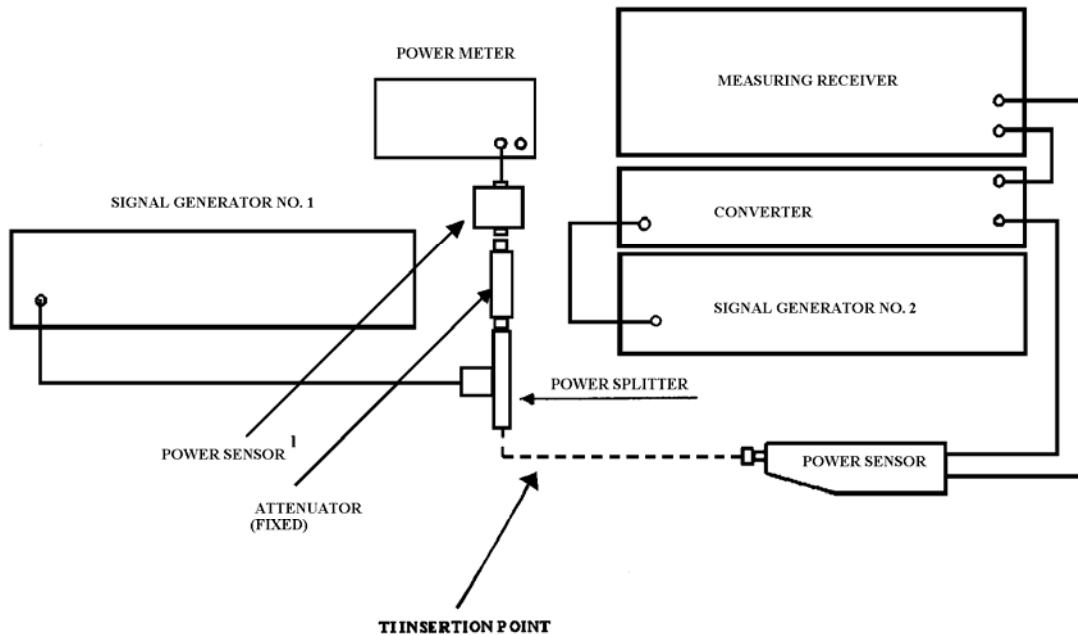 POWER METER
MEASURING RECEIVER
SIGNAL GENERATOR NO. 1
CONVERTER
SIGNAL GENERATOR NO. 2
POWER SPLITTER
POWER SENSOR 1
POWER SENSOR
ATTENUATOR
(FIXED)
TI INSERTION POINT